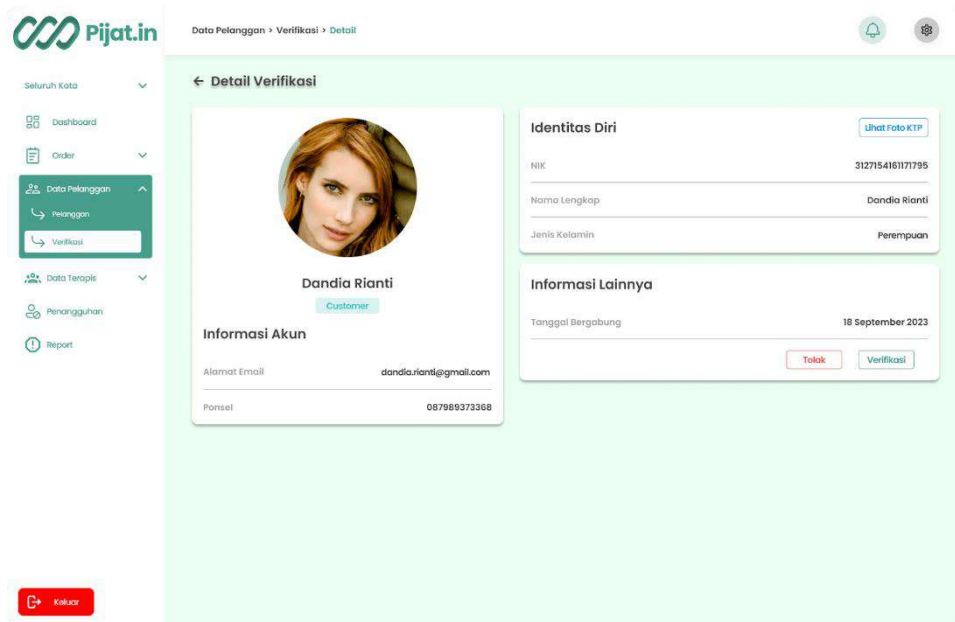 Pijat.in
Data Pelanggan > Verifikasi > Detail
Seluruh Kota
Dashboard
Order
Data Pelanggan
Pelanggan
Verifikasi
Data Terapis
Penangguhan
Report
Keluar
← Detail Verifikasi
Dandia Rianti
Customer
Informasi Akun
Alamat Email dandia.rianti@gmail.com
Ponsel 087989373368
Identitas Diri Lihat Foto KTP
NIK 3127154161171795
Nama Lengkap Dandia Rianti
Jenis Kelamin Perempuan
Informasi Lainnya
Tanggal Bergabung 18 September 2023
Tolak Verifikasi